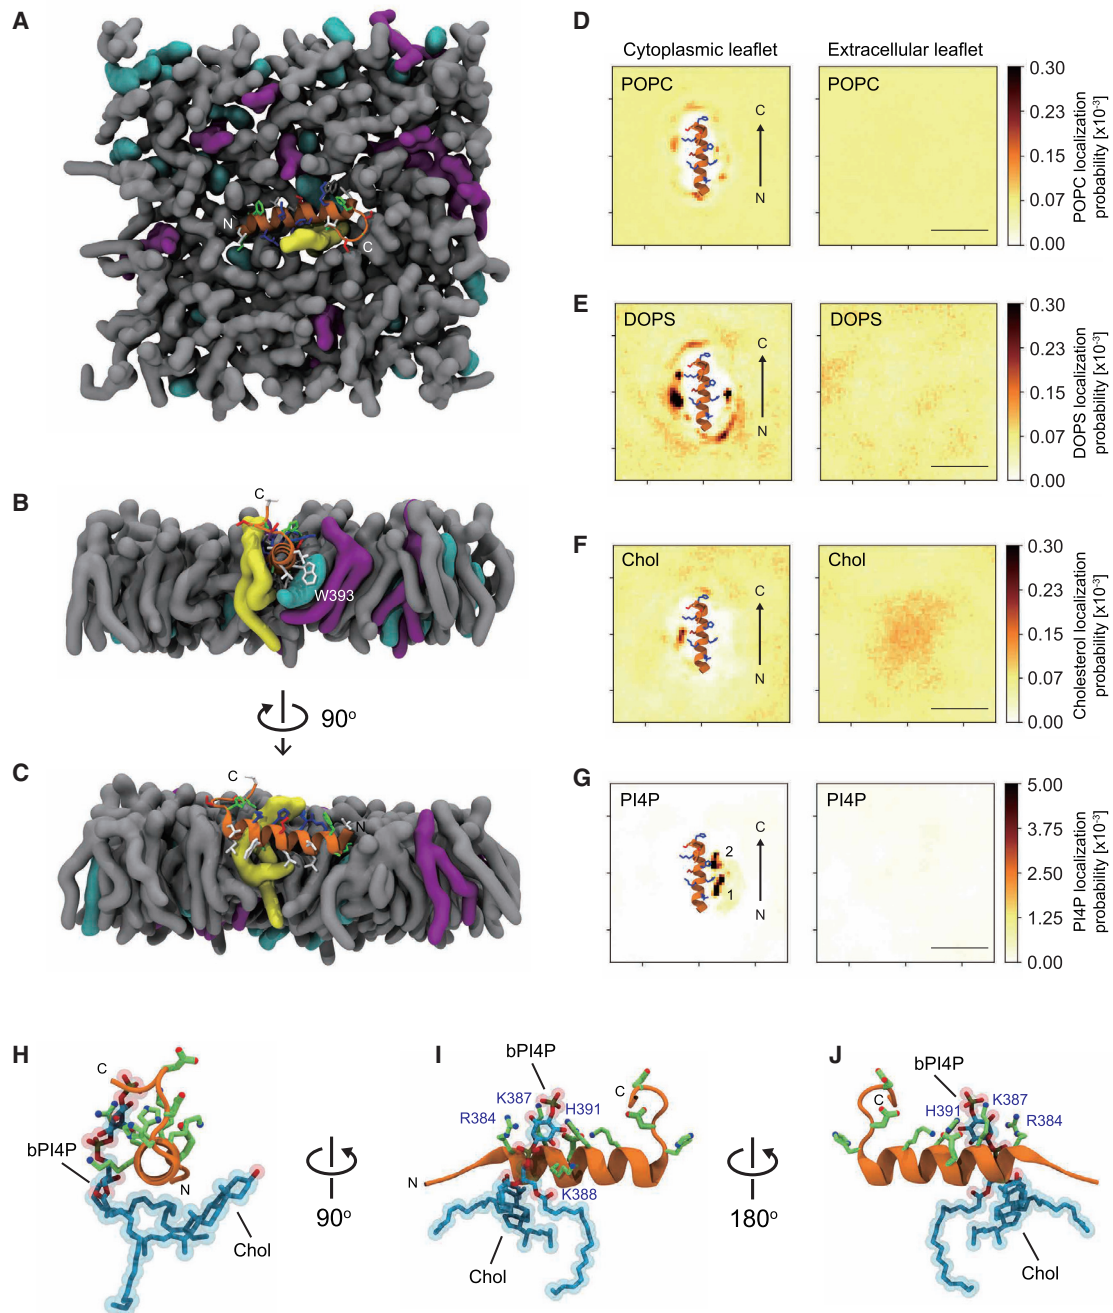 A
N
C
B
C
W393
90°
C
C
N
D
Cytoplasmic leaflet
Extracellular leaflet
POPC
C
N
POPC
0.30
0.23
0.15
0.07
0.00
POPC localization
probability [x10-3]
E
DOPS
C
N
DOPS
0.30
0.23
0.15
0.07
0.00
DOPS localization
probability [x10-3]
F
Chol
C
N
Chol
0.30
0.23
0.15
0.07
0.00
Cholesterol localization
probability [x10-3]
G
PI4P
2
1
C
N
PI4P
5.00
3.75
2.50
1.25
0.00
PI4P localization
probability [x10-3]
H
C
bPI4P
N
Chol
90°
I
bPI4P
K387
R384
H391
C
N
K388
Chol
180°
J
bPI4P
C
H391
K387
R384
Chol